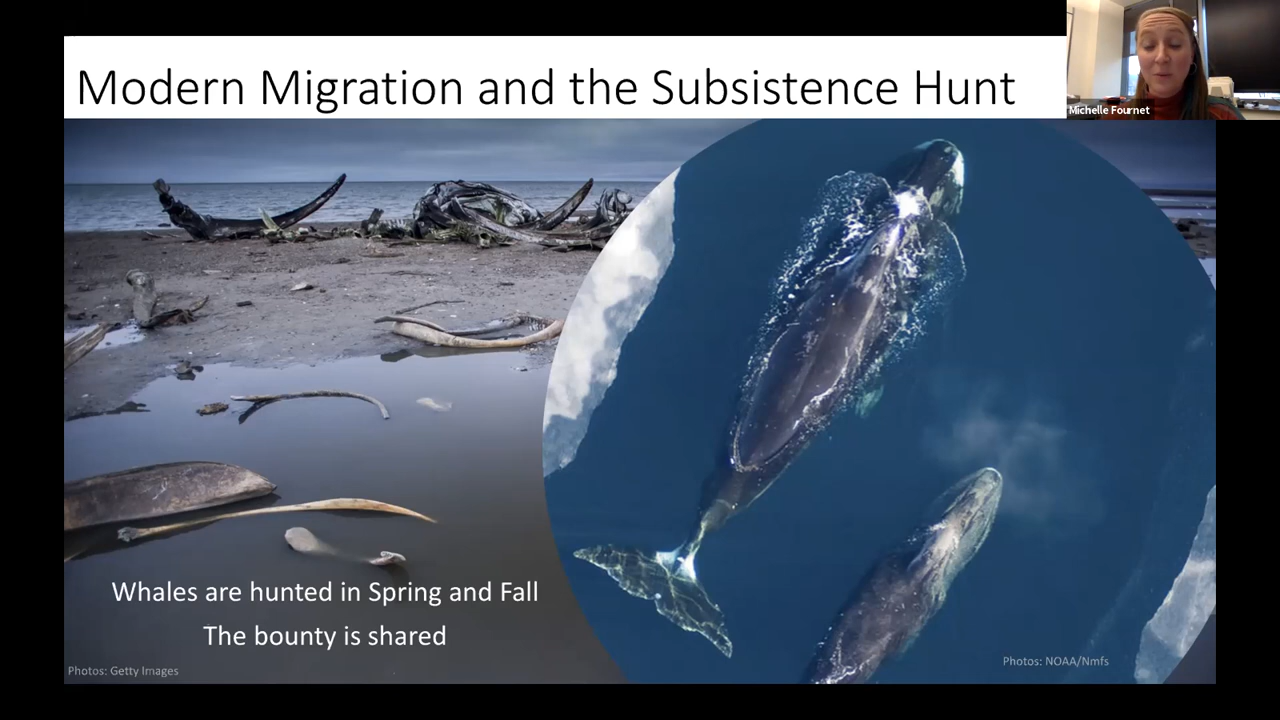 Modern Migration and the Subsistence Hunt
Michelle Fournet
Whales are hunted in Spring and Fall
The bounty is shared
Photos: Getty Images
Photos: NOAA/Nmfs